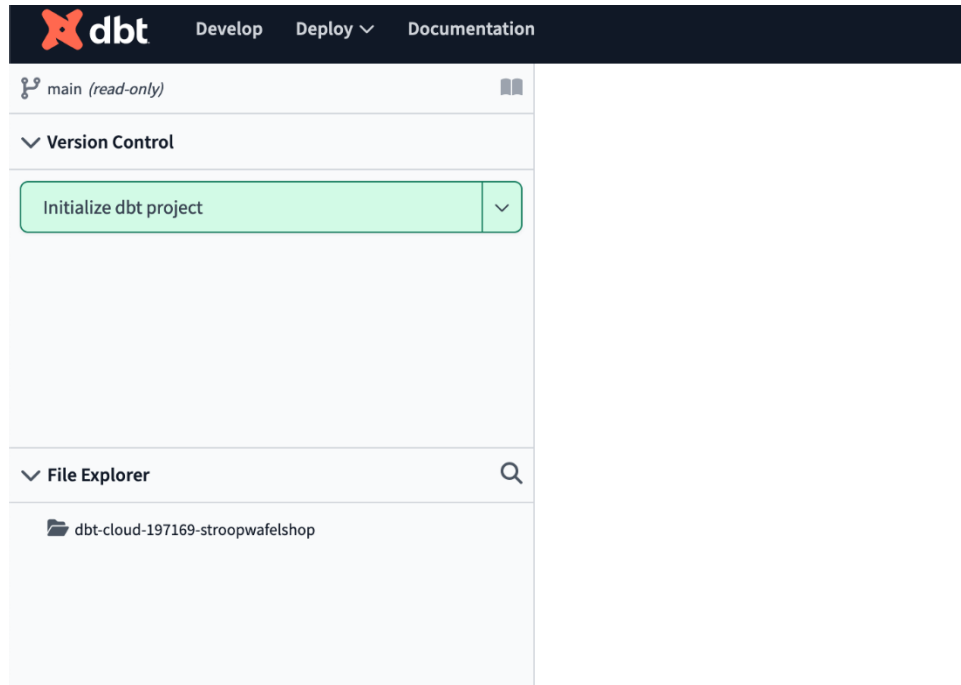 dbt Develop Deploy Documentation
main (read-only)
Version Control
Initialize dbt project
File Explorer
dbt-cloud-197169-stroopwafelshop